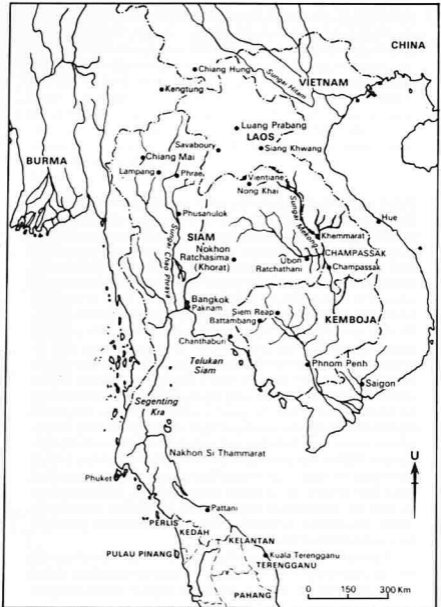 CHINA
Chiang Hung
Sungai Hitam
VIETNAM
Kengtung
Luang Prabang
LAOS
Savaboury
Siang Khwang
BURMA
Chiang Mai
Lampang
Phrae
Vientiane
Nong Khai
Sungai Mekong
Phusanulok
Hue
SIAM
Khemmarat
Nokhon
Ratchasima
(Khorat)
Sungai Chao Phraya
Ubon
Ratchathani
CHAMPASSAK
Champassak
Bangkok
Paknam
Siem Reap
Battambang
KEMBOJA
Chanthaburi
Telukan
Siam
Phnom Penh
Saigon
Segenting
Kra
U
Nakhon Si Thammarat
Phuket
Pattani
PERLIS
KEDAH
KELANTAN
PULAU PINANG
Kuala Terengganu
TERENGGANU
PAHANG
0 150 300 Km